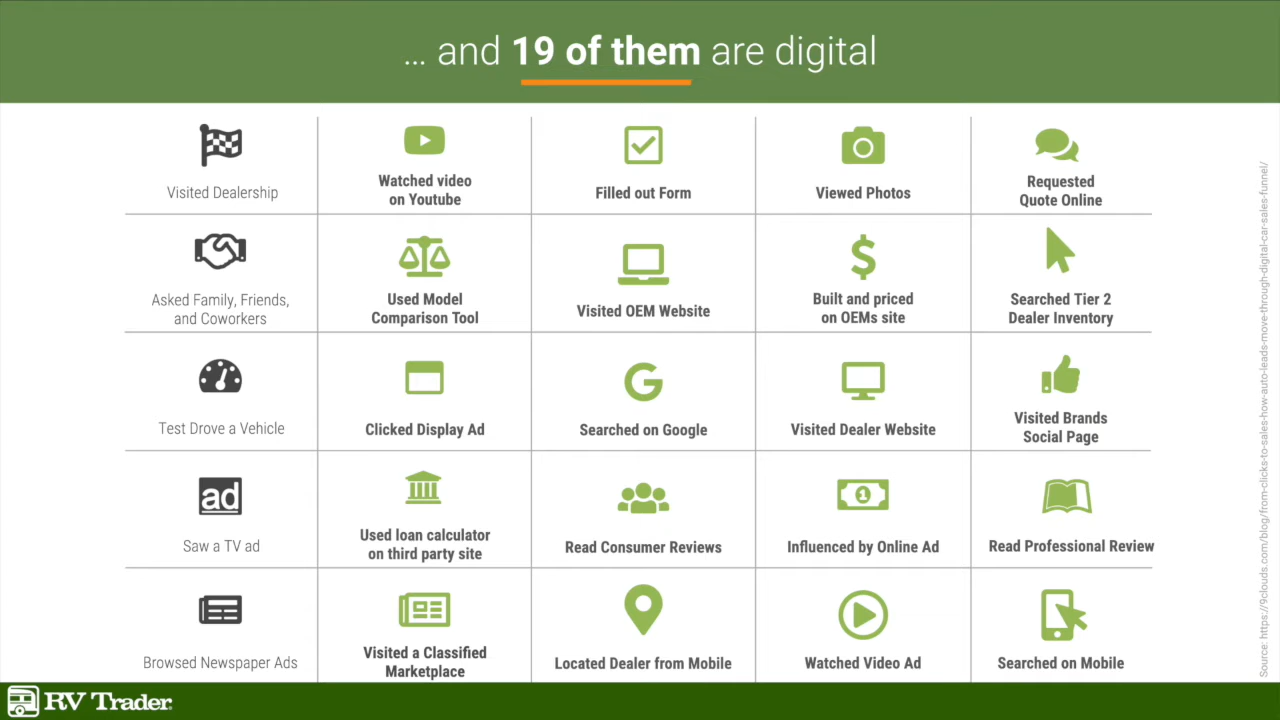 ... and 19 of them are digital
Visited Dealership
Watched video
on Youtube
Filled out Form
Viewed Photos
Requested
Quote Online
Asked Family, Friends,
and Coworkers
Used Model
Comparison Tool
Visited OEM Website
Built and priced
on OEMs site
Searched Tier 2
Dealer Inventory
Test Drove a Vehicle
Clicked Display Ad
G
Searched on Google
Visited Dealer Website
Visited Brands
Social Page
ad
Saw a TV ad
Used loan calculator
on third party site
Read Consumer Reviews
1
Influenced by Online Ad
Read Professional Review
Browsed Newspaper Ads
Visited a Classified
Marketplace
Located Dealer from Mobile
Watched Video Ad
Searched on Mobile
Source: https://9clouds.com/blog/from-clicks-to-sales-how-auto-leads-move-through-digital-car-sales-funnel/
RV Trader